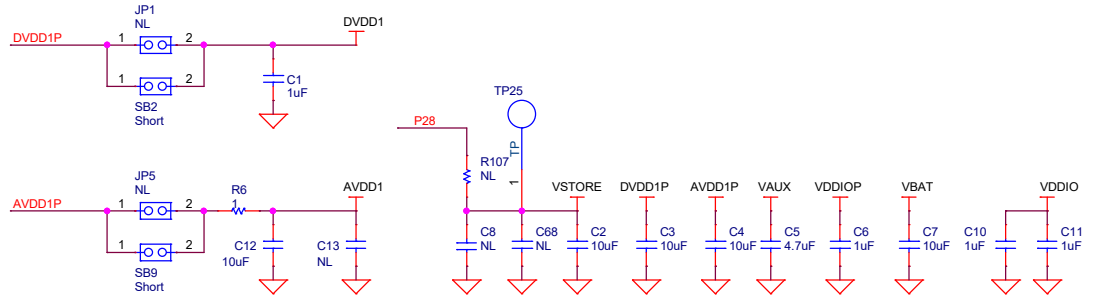 JP1
NL
DVDD1P
1
2
DVDD1
1
2
C1
1uF
SB2
Short
TP25
P28
TP
1
R107
NL
JP5
NL
AVDD1P
1
2
R6
1
AVDD1
1
2
C12
10uF
C13
NL
SB9
Short
VSTORE
DVDD1P
AVDD1P
VAUX
VDDIOP
VBAT
VDDIO
C8
NL
C68
NL
C2
10uF
C3
10uF
C4
10uF
C5
4.7uF
C6
1uF
C7
10uF
C10
1uF
C11
1uF